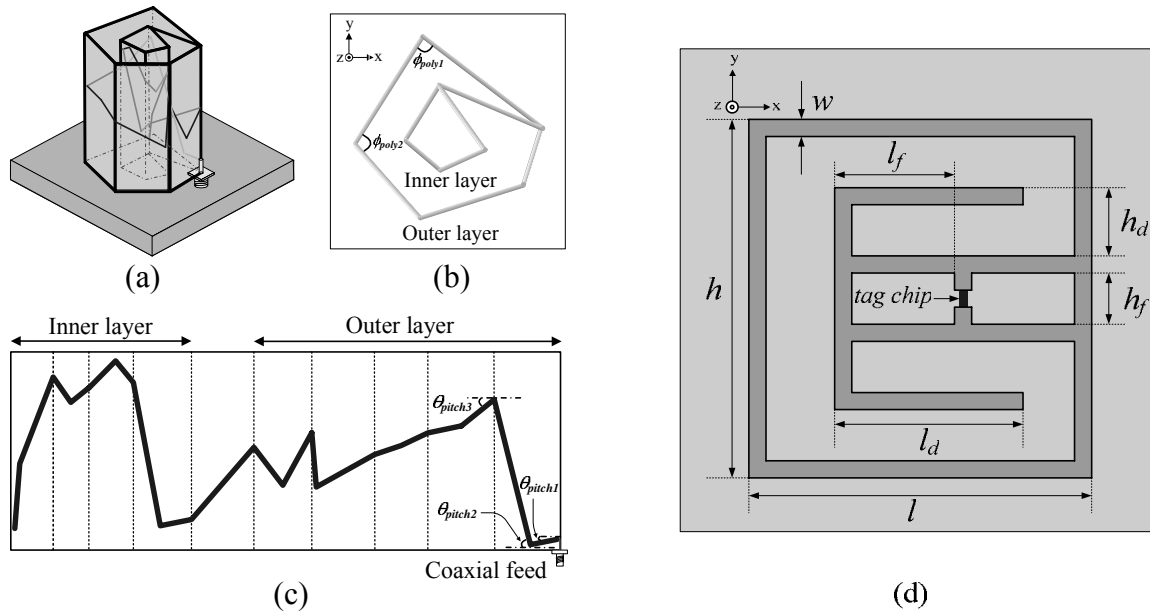 y
z
x
ϕpoly1
ϕpoly2
Inner layer
Outer layer
(a)
(b)
Inner layer
Outer layer
θpitch3
θpitch1
θpitch2
Coaxial feed
(c)
y
z
x
w
lf
hd
h
tag chip
hf
ld
l
(d)